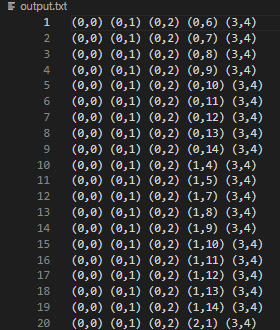 output.txt
1 (0,0) (0,1) (0,2) (0,6) (3,4)
2 (0,0) (0,1) (0,2) (0,7) (3,4)
3 (0,0) (0,1) (0,2) (0,8) (3,4)
4 (0,0) (0,1) (0,2) (0,9) (3,4)
5 (0,0) (0,1) (0,2) (0,10) (3,4)
6 (0,0) (0,1) (0,2) (0,11) (3,4)
7 (0,0) (0,1) (0,2) (0,12) (3,4)
8 (0,0) (0,1) (0,2) (0,13) (3,4)
9 (0,0) (0,1) (0,2) (0,14) (3,4)
10 (0,0) (0,1) (0,2) (1,4) (3,4)
11 (0,0) (0,1) (0,2) (1,5) (3,4)
12 (0,0) (0,1) (0,2) (1,7) (3,4)
13 (0,0) (0,1) (0,2) (1,8) (3,4)
14 (0,0) (0,1) (0,2) (1,9) (3,4)
15 (0,0) (0,1) (0,2) (1,10) (3,4)
16 (0,0) (0,1) (0,2) (1,11) (3,4)
17 (0,0) (0,1) (0,2) (1,12) (3,4)
18 (0,0) (0,1) (0,2) (1,13) (3,4)
19 (0,0) (0,1) (0,2) (1,14) (3,4)
20 (0,0) (0,1) (0,2) (2,1) (3,4)